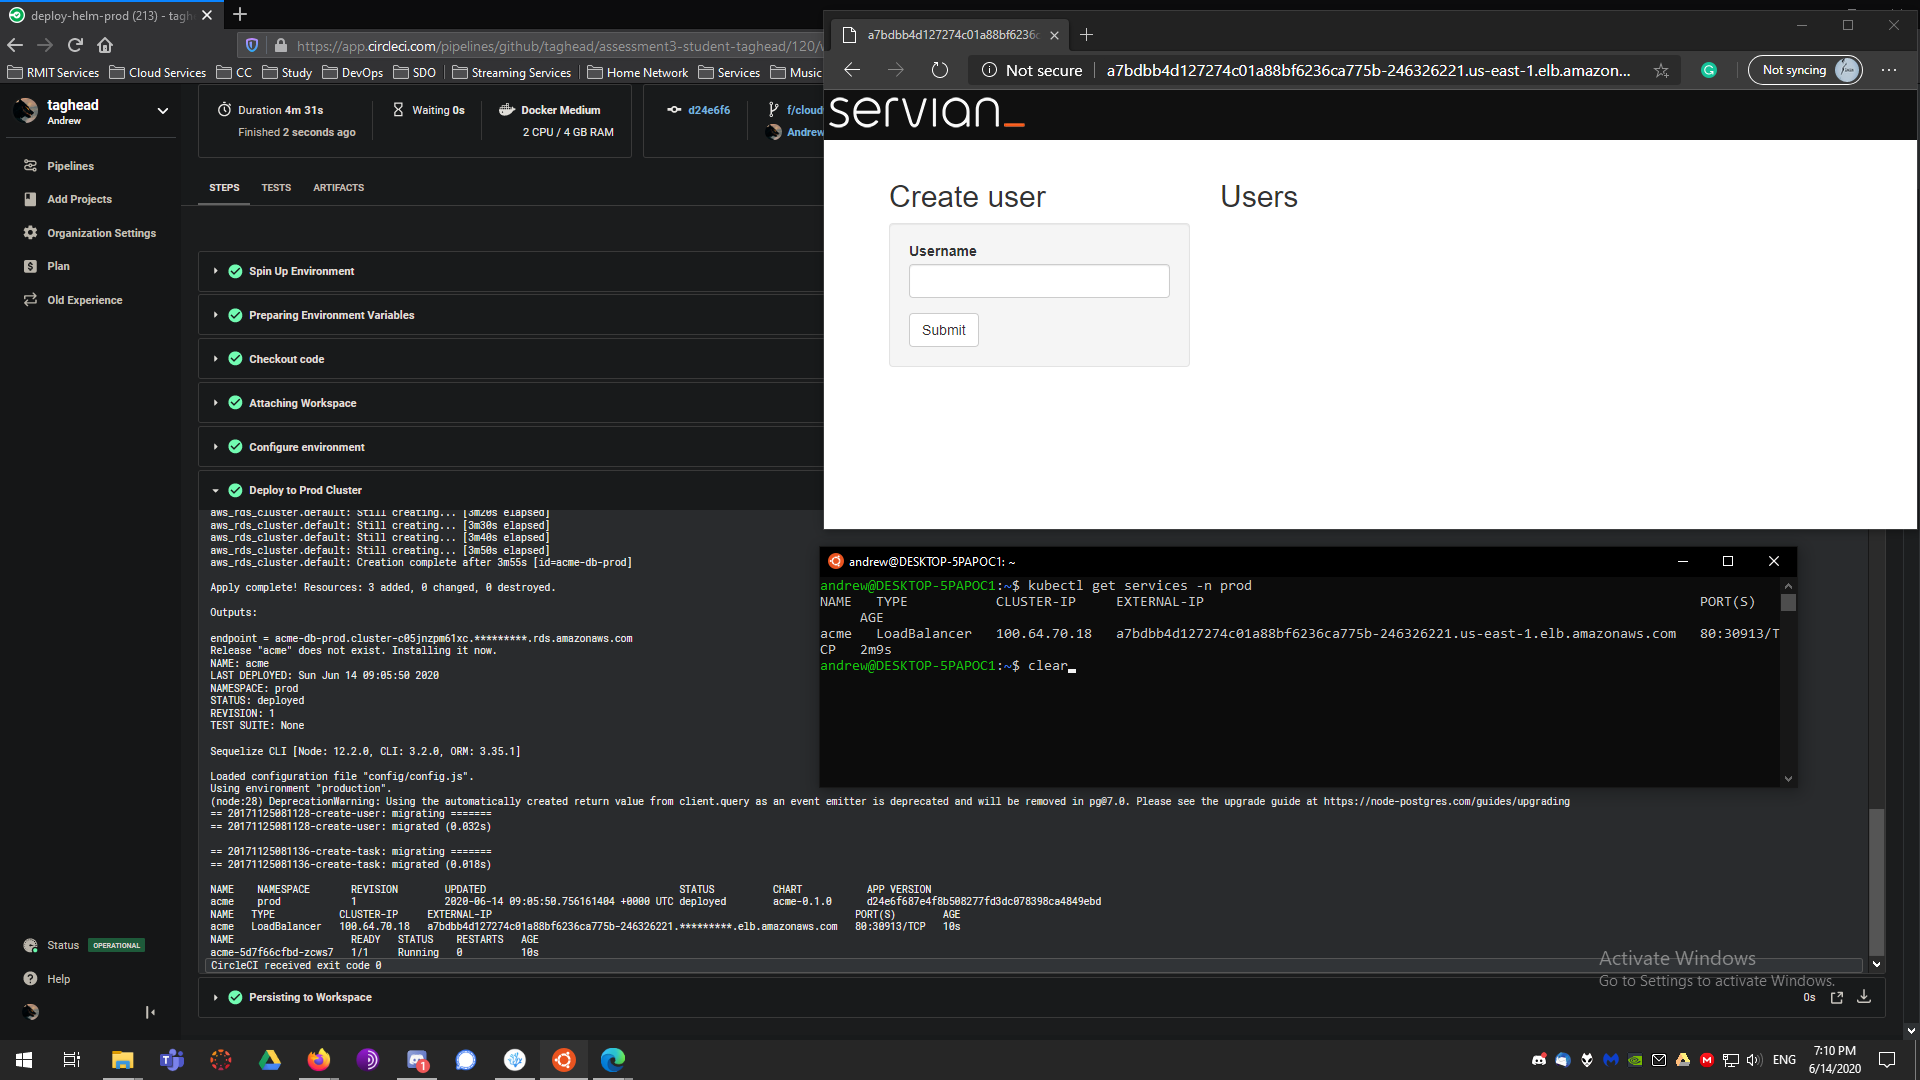 deploy-helm-prod (213) - tagh
https://app.circleci.com/pipelines/github/taghead/assessment3-student-taghead/120/
RMIT Services
Cloud Services
CC
Study
DevOps
SDO
Streaming Services
Home Network
Services
Music
taghead
Andrew
Pipelines
Add Projects
Organization Settings
Plan
Old Experience
Status OPERATIONAL
Help
Duration 4m 31s
Finished 2 seconds ago
Waiting 0s
Docker Medium
2 CPU / 4 GB RAM
d24e6f6
f/cloud
Andrew
STEPS
TESTS
ARTIFACTS
Spin Up Environment
Preparing Environment Variables
Checkout code
Attaching Workspace
Configure environment
Deploy to Prod Cluster
aws_rds_cluster.default: Still creating... [3m20s elapsed]
aws_rds_cluster.default: Still creating... [3m30s elapsed]
aws_rds_cluster.default: Still creating... [3m40s elapsed]
aws_rds_cluster.default: Still creating... [3m50s elapsed]
aws_rds_cluster.default: Creation complete after 3m55s [id=acme-db-prod]
Apply complete! Resources: 3 added, 0 changed, 0 destroyed.
Outputs:
endpoint = acme-db-prod.cluster-c05jnzpm61xc.*********.rds.amazonaws.com
Release "acme" does not exist. Installing it now.
NAME: acme
LAST DEPLOYED: Sun Jun 14 09:05:50 2020
NAMESPACE: prod
STATUS: deployed
REVISION: 1
TEST SUITE: None
Sequelize CLI [Node: 12.2.0, CLI: 3.2.0, ORM: 3.35.1]
Loaded configuration file "config/config.js".
Using environment "production".
(node:28) DeprecationWarning: Using the automatically created return value from client.query as an event emitter is deprecated and will be removed in pg@7.0. Please see the upgrade guide at https://node-postgres.com/guides/upgrading
== 20171125081128-create-user: migrating =======
== 20171125081128-create-user: migrated (0.032s)
== 20171125081136-create-task: migrating =======
== 20171125081136-create-task: migrated (0.018s)
NAME NAMESPACE REVISION UPDATED STATUS CHART APP VERSION
acme prod 1 2020-06-14 09:05:50.756161404 +0000 UTC deployed acme-0.1.0 d24e6f687e4f8b508277fd3dc078398ca4849ebd
NAME TYPE CLUSTER-IP EXTERNAL-IP PORT(S) AGE
acme LoadBalancer 100.64.70.18 a7bdbb4d127274c01a88bf6236ca775b-246326221.*********.elb.amazonaws.com 80:30913/TCP 10s
NAME READY STATUS RESTARTS AGE
acme-5d7f66cfbd-zcws7 1/1 Running 0 10s
CircleCI received exit code 0
Persisting to Workspace
0s
a7bdbb4d127274c01a88bf6236c
Not secure
a7bdbb4d127274c01a88bf6236ca775b-246326221.us-east-1.elb.amazon...
Not syncing
servian_
Create user
Users
Username
Submit
andrew@DESKTOP-5PAPOC1: ~
andrew@DESKTOP-5PAPOC1:~$ kubectl get services -n prod
NAME TYPE CLUSTER-IP EXTERNAL-IP PORT(S)
AGE
acme LoadBalancer 100.64.70.18 a7bdbb4d127274c01a88bf6236ca775b-246326221.us-east-1.elb.amazonaws.com 80:30913/T
CP 2m9s
andrew@DESKTOP-5PAPOC1:~$ clear
Activate Windows
Go to Settings to activate Windows.
ENG
7:10 PM
6/14/2020